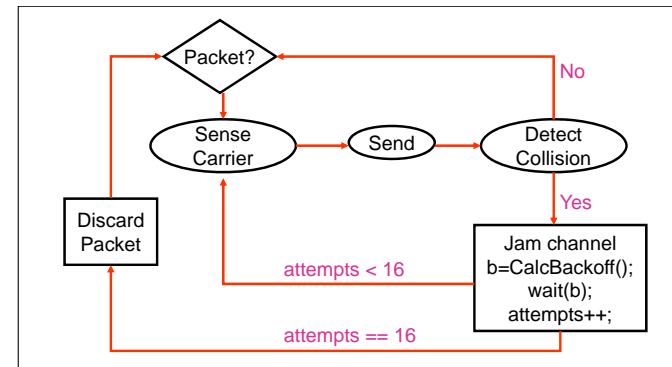 Packet?
No
Sense
Carrier
Send
Detect
Collision
Yes
Discard
Packet
Jam channel
b=CalcBackoff();
wait(b);
attempts++;
attempts < 16
attempts == 16